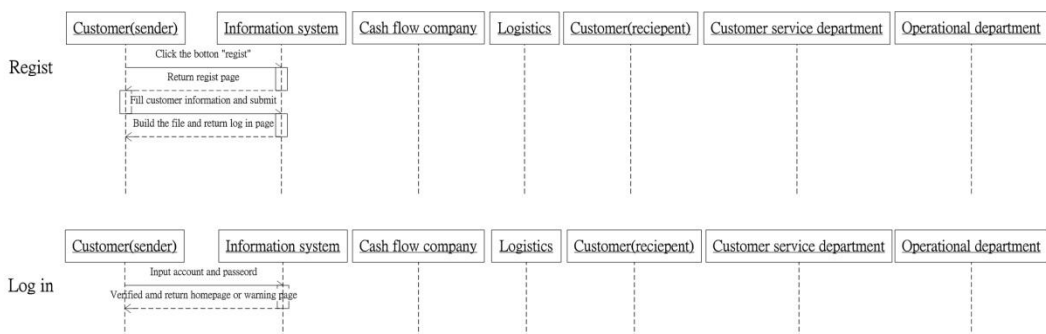 Customer(sender) Information system Cash flow company Logistics Customer(reciepent) Customer service department Operational department
Regist
Click the botton "regist"
Return regist page
Fill customer information and submit
Build the file and return log in page
Customer(sender) Information system Cash flow company Logistics Customer(reciepent) Customer service department Operational department
Log in
Input account and passeord
Verified amd return homepage or warning page